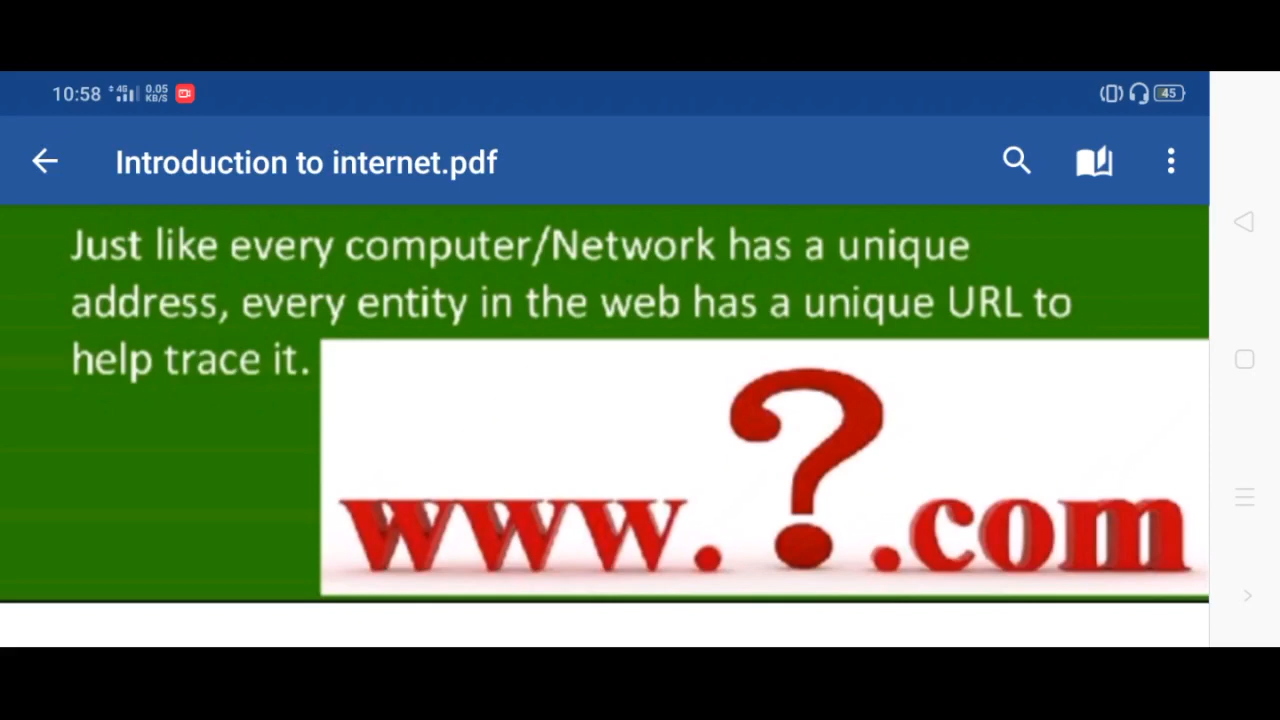 10:58 4G 0.05 KB/S 45
Introduction to internet.pdf
Just like every computer/Network has a unique
address, every entity in the web has a unique URL to
help trace it.
www.?.com